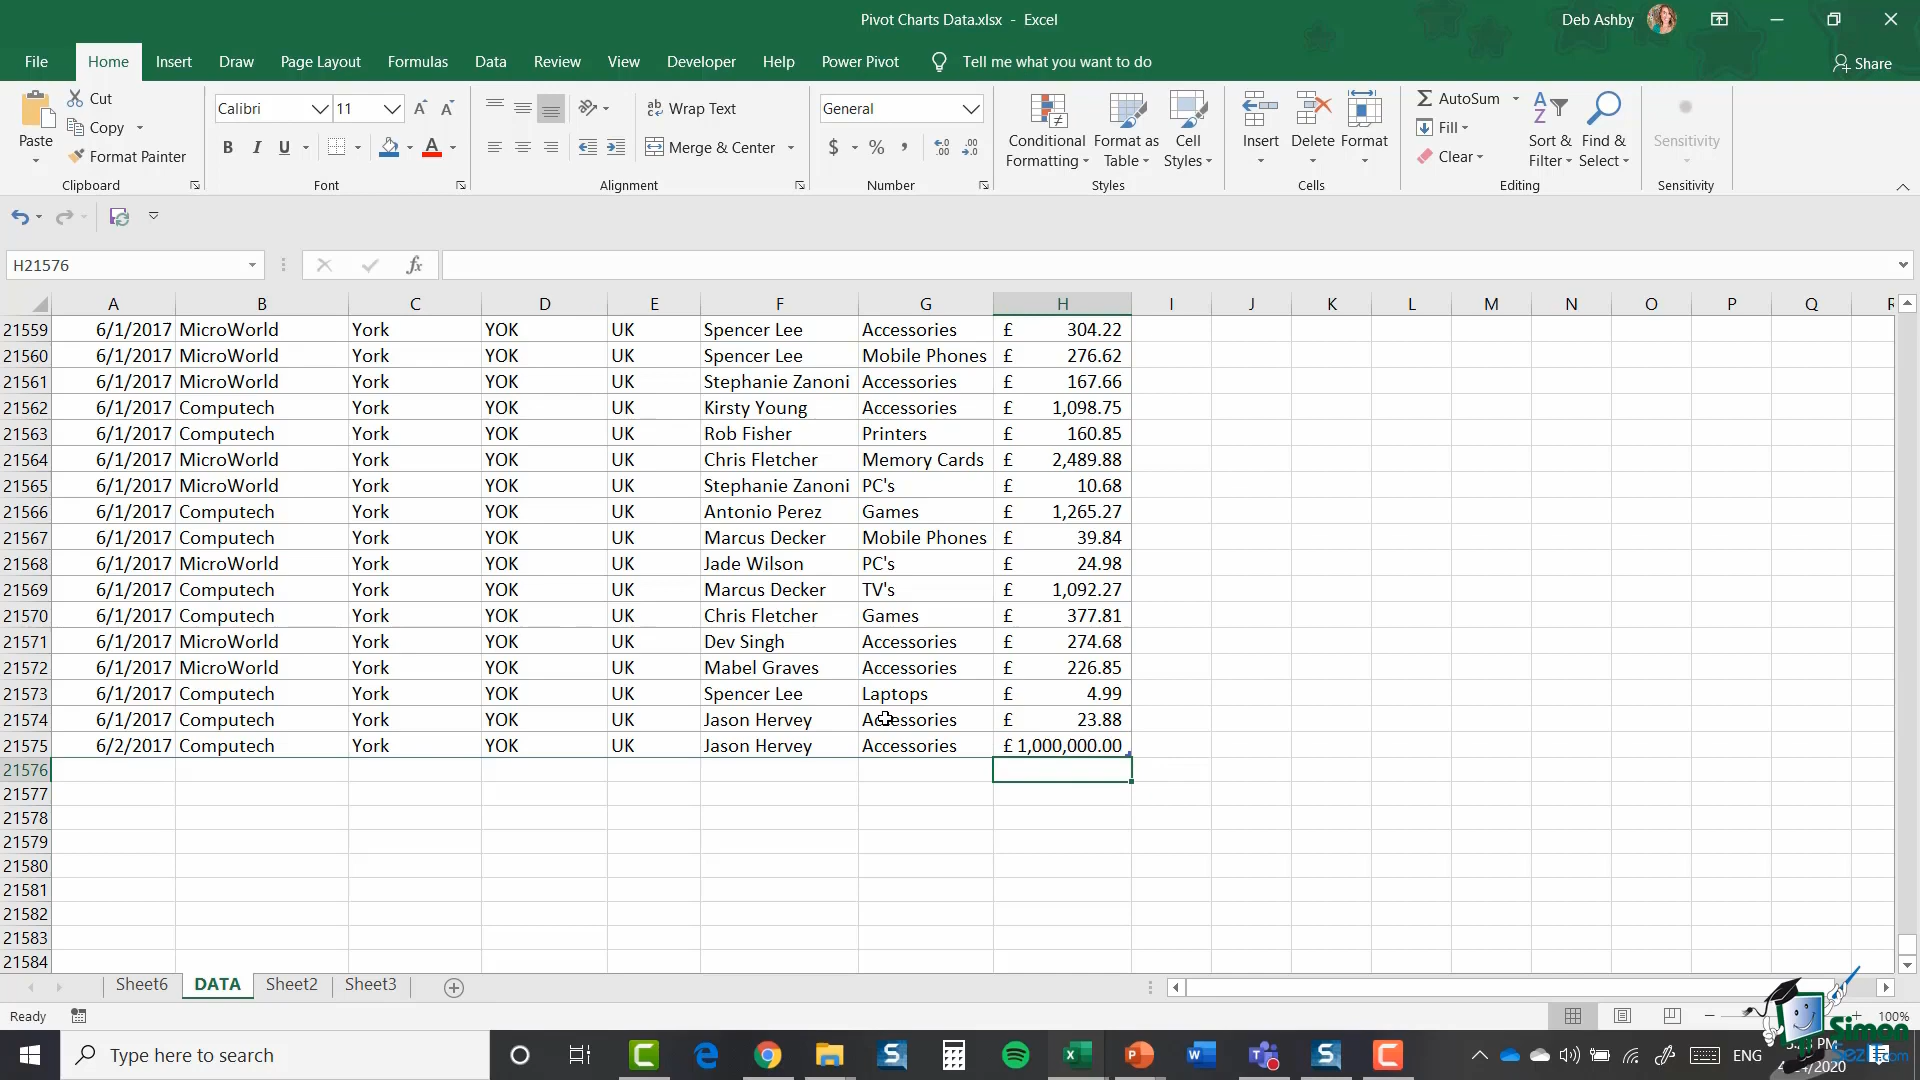 Pivot Charts Data.xlsx - Excel
Deb Ashby
File Home Insert Draw Page Layout Formulas Data Review View Developer Help Power Pivot Tell me what you want to do
Share
Paste
Cut
Copy
Format Painter
Clipboard
Calibri 11
B I U
Font
Wrap Text
Merge & Center
Alignment
General
$ % ,
Number
Conditional Formatting
Format as Table
Cell Styles
Styles
Insert Delete Format
Cells
AutoSum
Fill
Clear
Sort & Filter
Find & Select
Editing
Sensitivity
Sensitivity
H21576
fx
A B C D E F G H I J K L M N O P Q R
21559 6/1/2017 MicroWorld York YOK UK Spencer Lee Accessories £ 304.22
21560 6/1/2017 MicroWorld York YOK UK Spencer Lee Mobile Phones £ 276.62
21561 6/1/2017 MicroWorld York YOK UK Stephanie Zanoni Accessories £ 167.66
21562 6/1/2017 Computech York YOK UK Kirsty Young Accessories £ 1,098.75
21563 6/1/2017 Computech York YOK UK Rob Fisher Printers £ 160.85
21564 6/1/2017 MicroWorld York YOK UK Chris Fletcher Memory Cards £ 2,489.88
21565 6/1/2017 MicroWorld York YOK UK Stephanie Zanoni PC's £ 10.68
21566 6/1/2017 Computech York YOK UK Antonio Perez Games £ 1,265.27
21567 6/1/2017 Computech York YOK UK Marcus Decker Mobile Phones £ 39.84
21568 6/1/2017 MicroWorld York YOK UK Jade Wilson PC's £ 24.98
21569 6/1/2017 Computech York YOK UK Marcus Decker TV's £ 1,092.27
21570 6/1/2017 Computech York YOK UK Chris Fletcher Games £ 377.81
21571 6/1/2017 MicroWorld York YOK UK Dev Singh Accessories £ 274.68
21572 6/1/2017 MicroWorld York YOK UK Mabel Graves Accessories £ 226.85
21573 6/1/2017 Computech York YOK UK Spencer Lee Laptops £ 4.99
21574 6/1/2017 Computech York YOK UK Jason Hervey Accessories £ 23.88
21575 6/2/2017 Computech York YOK UK Jason Hervey Accessories £ 1,000,000.00
21576
21577
21578
21579
21580
21581
21582
21583
21584
Sheet6 DATA Sheet2 Sheet3
Ready
100%
Type here to search
ENG
Simon
Sez IT
.com